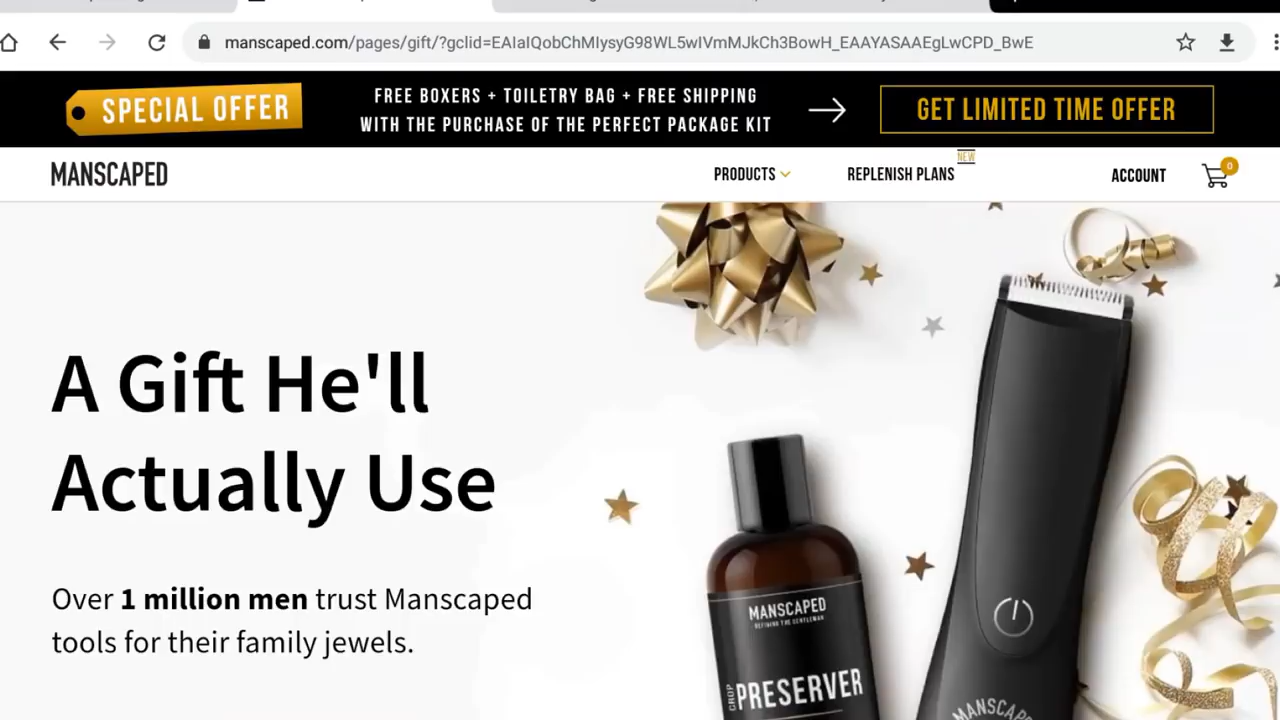 manscaped.com/pages/gift/?gclid=EAIaIQobChMIysyG98WL5wIVmMJkCh3BowH_EAAYASAAEgLwCPD_BwE
SPECIAL OFFER
FREE BOXERS + TOILETRY BAG + FREE SHIPPING
WITH THE PURCHASE OF THE PERFECT PACKAGE KIT
GET LIMITED TIME OFFER
MANSCAPED
PRODUCTS
REPLENISH PLANS
NEW
ACCOUNT
0
A Gift He'll
Actually Use
Over 1 million men trust Manscaped
tools for their family jewels.
MANSCAPED
REFINING THE GENTLEMAN
CROP
PRESERVER
MANSCAPED